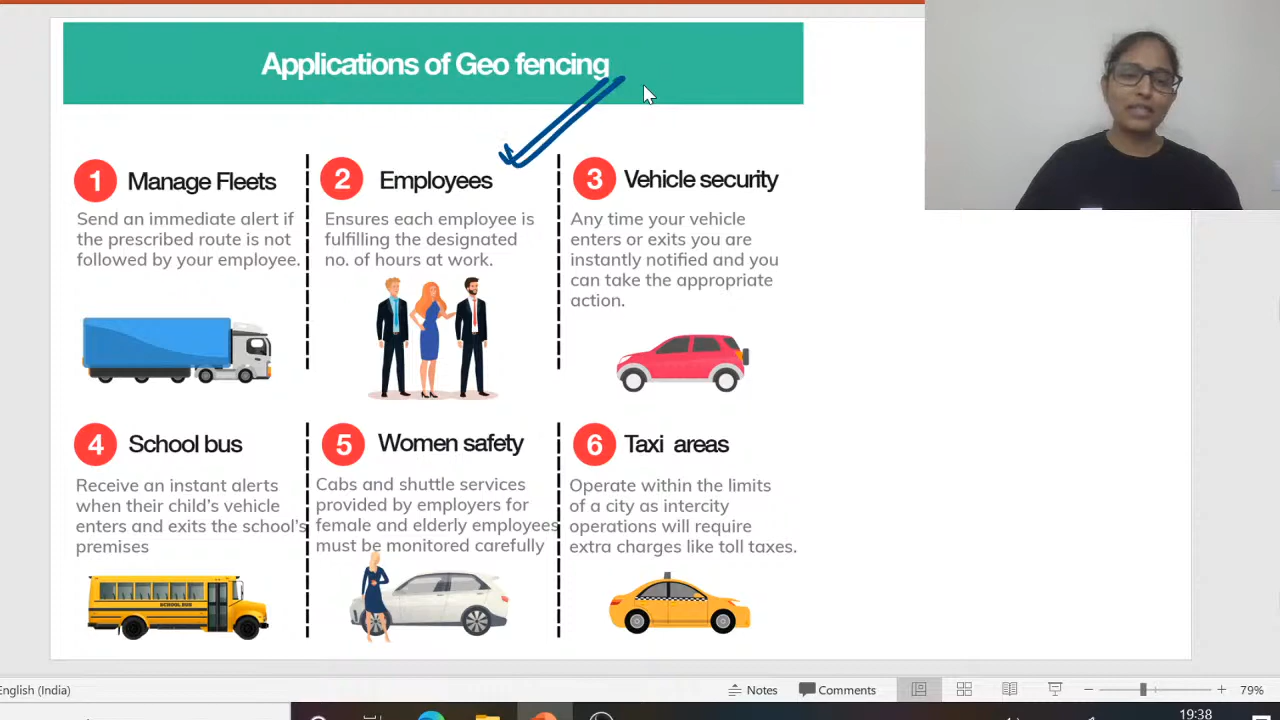 Applications of Geo fencing
1 Manage Fleets
Send an immediate alert if
the prescribed route is not
followed by your employee.
2 Employees
Ensures each employee is
fulfilling the designated
no. of hours at work.
3 Vehicle security
Any time your vehicle
enters or exits you are
instantly notified and you
can take the appropriate
action.
4 School bus
Receive an instant alerts
when their child's vehicle
enters and exits the school's
premises
SCHOOL BUS
5 Women safety
Cabs and shuttle services
provided by employers for
female and elderly employees
must be monitored carefully
6 Taxi areas
Operate within the limits
of a city as intercity
operations will require
extra charges like toll taxes.
English (India)
Notes
Comments
79%
19:38